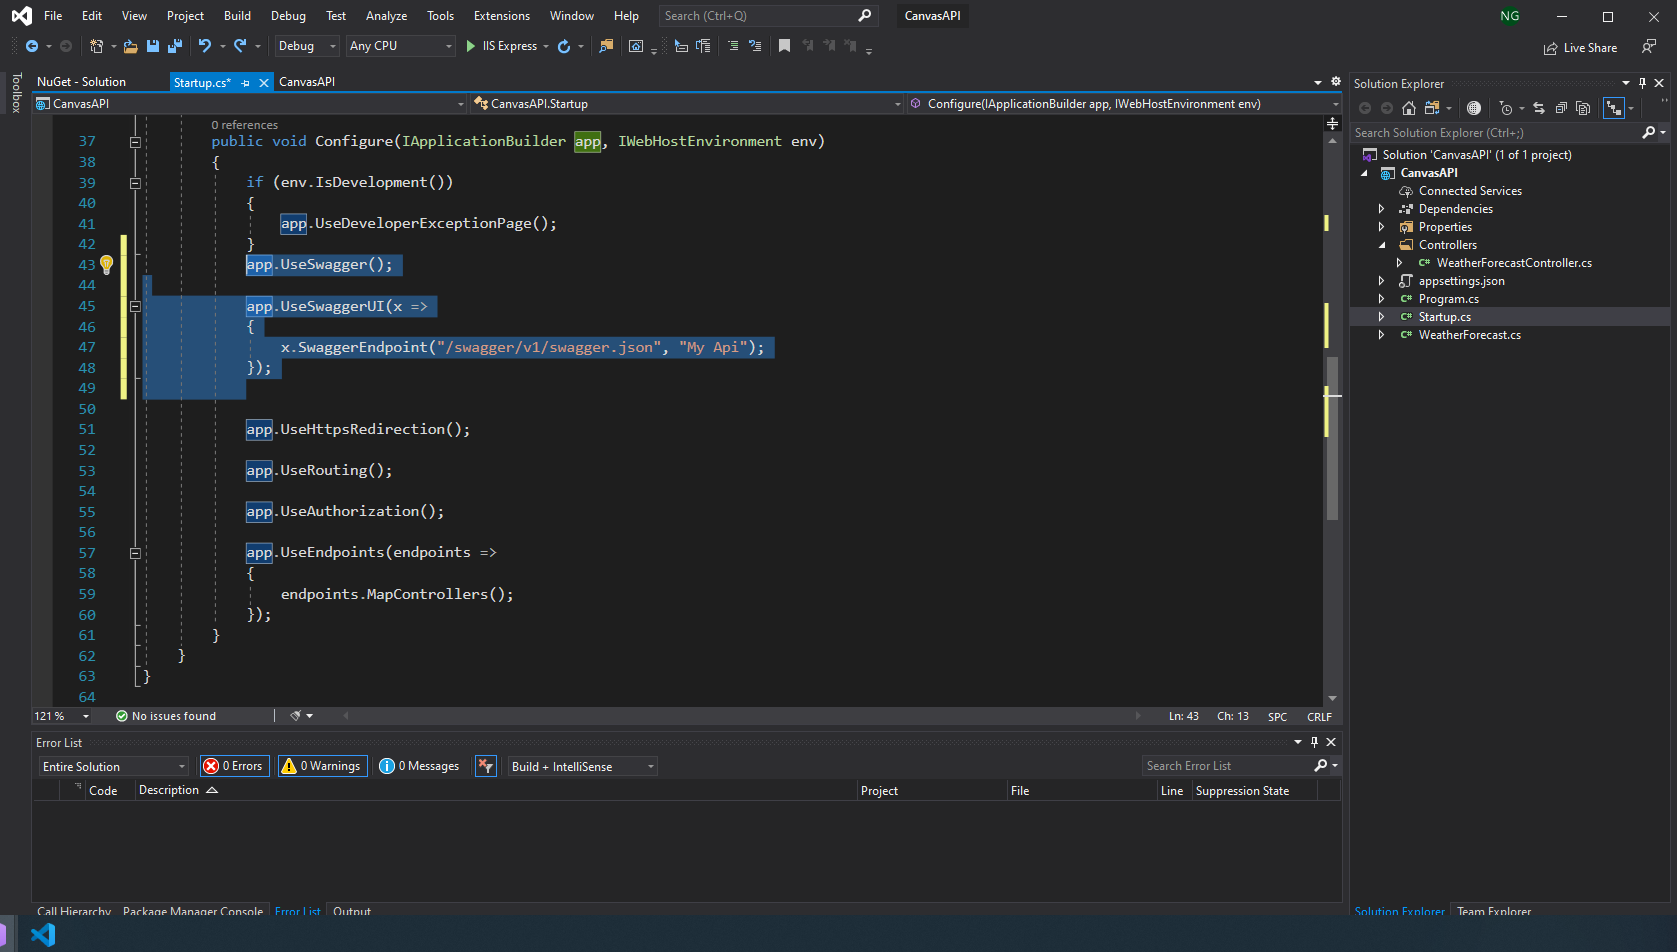 File Edit View Project Build Debug Test Analyze Tools Extensions Window Help Search (Ctrl+Q) CanvasAPI NG
Debug Any CPU IIS Express Live Share
Toolbox
NuGet - Solution Startup.cs* CanvasAPI
CanvasAPI CanvasAPI.Startup Configure(IApplicationBuilder app, IWebHostEnvironment env)
0 references
37 public void Configure(IApplicationBuilder app, IWebHostEnvironment env)
38 {
39 if (env.IsDevelopment())
40 {
41 app.UseDeveloperExceptionPage();
42 }
43 app.UseSwagger();
44
45 app.UseSwaggerUI(x =>
46 {
47 x.SwaggerEndpoint("/swagger/v1/swagger.json", "My Api");
48 });
49
50
51 app.UseHttpsRedirection();
52
53 app.UseRouting();
54
55 app.UseAuthorization();
56
57 app.UseEndpoints(endpoints =>
58 {
59 endpoints.MapControllers();
60 });
61 }
62 }
63 }
64
121 % No issues found Ln: 43 Ch: 13 SPC CRLF
Error List
Entire Solution 0 Errors 0 Warnings 0 Messages Build + IntelliSense Search Error List
Code Description Project File Line Suppression State
Call Hierarchy Package Manager Console Error List Output
Solution Explorer
Search Solution Explorer (Ctrl+;)
Solution 'CanvasAPI' (1 of 1 project)
CanvasAPI
Connected Services
Dependencies
Properties
Controllers
C# WeatherForecastController.cs
appsettings.json
C# Program.cs
C# Startup.cs
C# WeatherForecast.cs
Solution Explorer Team Explorer